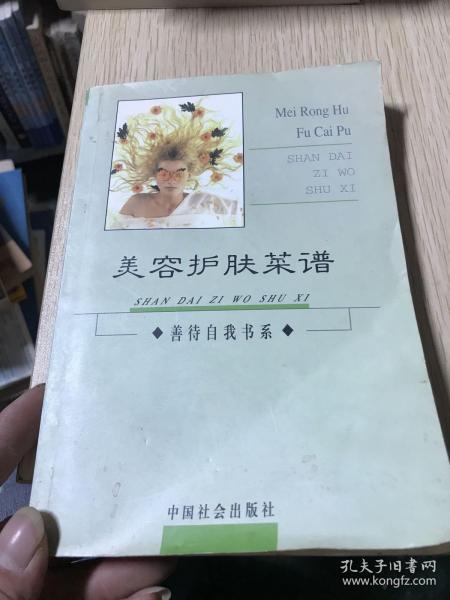 Mei Rong Hu
Fu Cai Pu
SHAN DAI
ZI WO
SHU XI
美容护肤菜谱
SHAN DAI ZI WO SHU XI
◆善待自我书系◆
中国社会出版社
孔夫子旧书网
www.kongfz.com